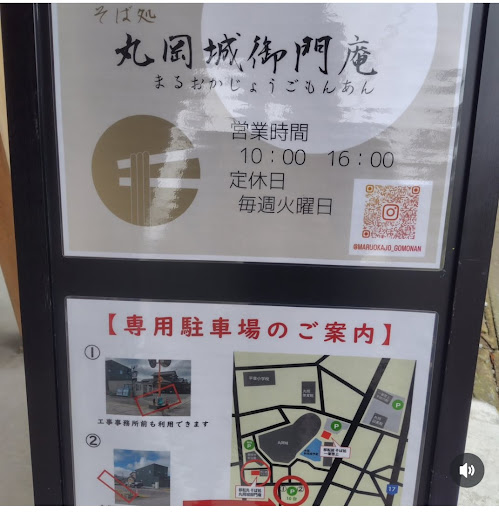 そば処
丸岡城御門庵
まるおかじょうごもんあん
営業時間
10：00　16：00
定休日
毎週火曜日
@MARUOKAJO_GOMONAN
【専用駐車場のご案内】
①
工事事務所前も利用できます
②
P
P
P
P
17